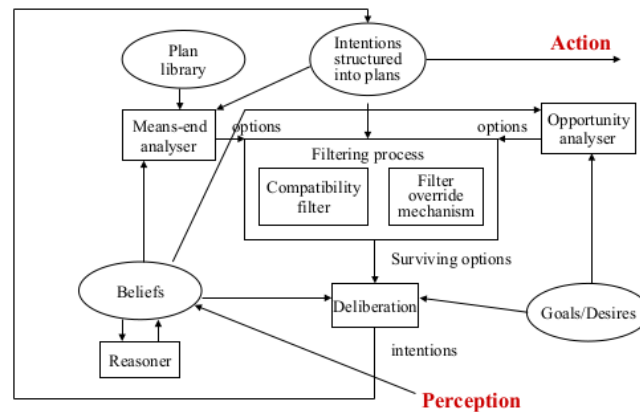 Plan
library
Intentions
structured
into plans
Action
Means-end
analyser
options
options
Opportunity
analyser
Filtering process
Compatibility
filter
Filter
override
mechanism
Surviving options
Beliefs
Deliberation
Goals/Desires
Reasoner
intentions
Perception